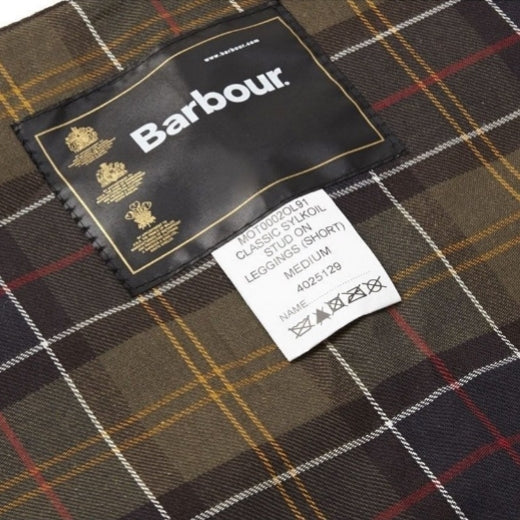 www.barbour.com
Barbour.
MOT0002OL91
CLASSIC SYLKOIL
STUD ON
LEGGINGS (SHORT)
MEDIUM
4025129
NAME